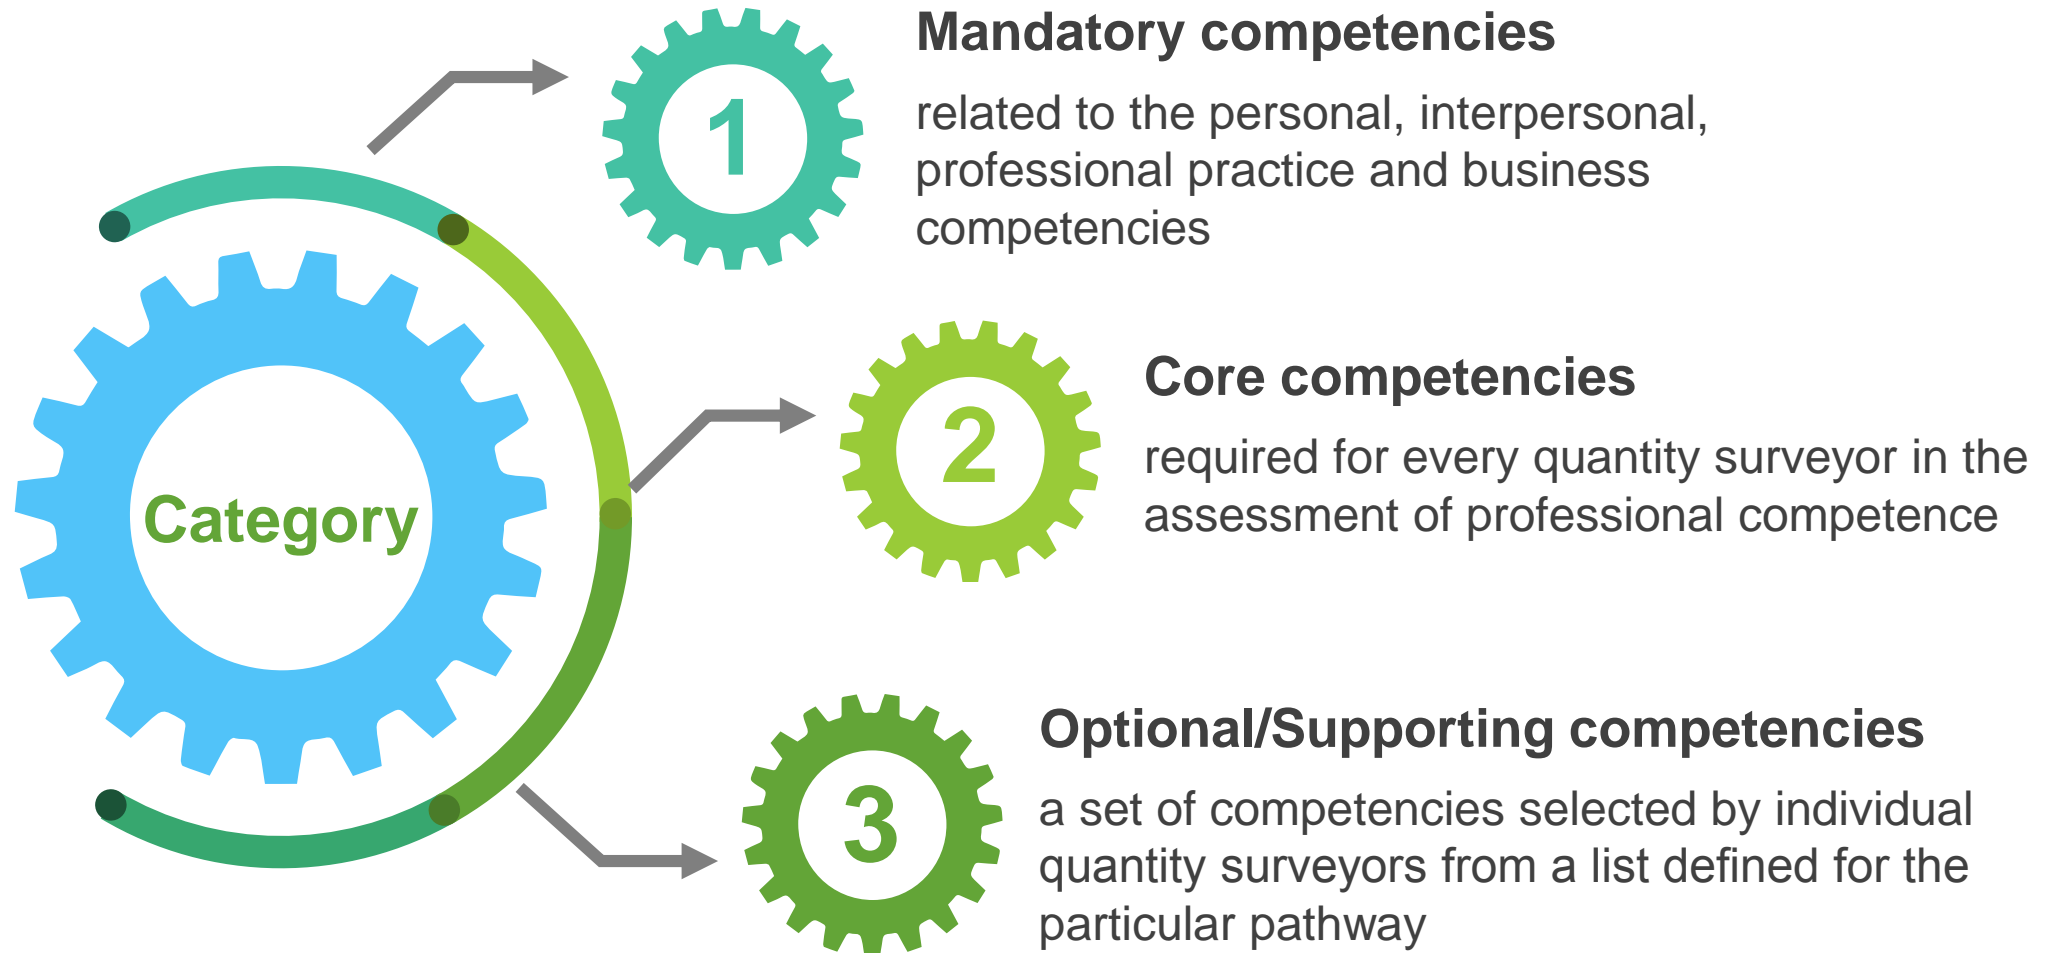 Category
1
Mandatory competencies
related to the personal, interpersonal,
professional practice and business
competencies
2
Core competencies
required for every quantity surveyor in the
assessment of professional competence
3
Optional/Supporting competencies
a set of competencies selected by individual
quantity surveyors from a list defined for the
particular pathway